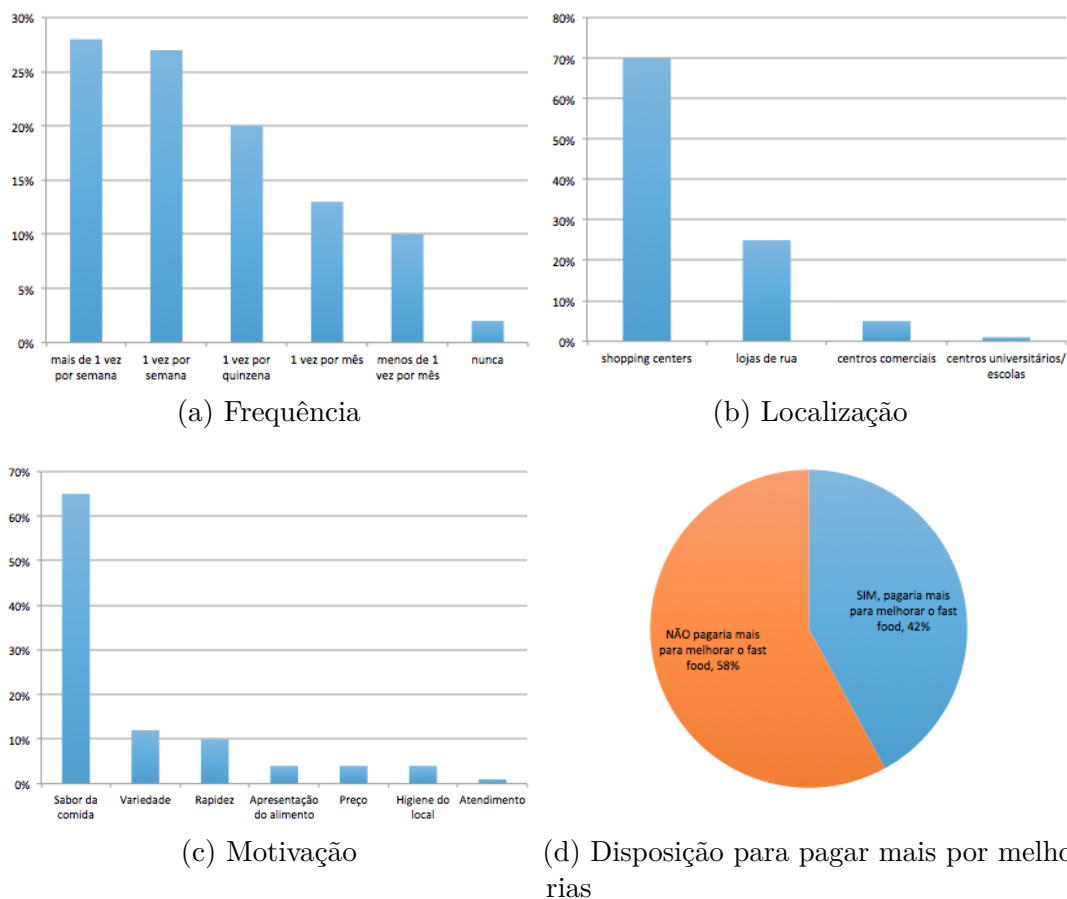 30%
25%
20%
15%
10%
5%
0%
mais de 1 vez
por semana
1 vez por
semana
1 vez por
quinzena
1 vez por mês
menos de 1
vez por mês
nunca
(a) Frequência
80%
70%
60%
50%
40%
30%
20%
10%
0%
shopping centers
lojas de rua
centros comerciais
centros universitários/
escolas
(b) Localização
70%
60%
50%
40%
30%
20%
10%
0%
Sabor da
comida
Variedade
Rapidez
Apresentação
do alimento
Preço
Higiene do
local
Atendimento
(c) Motivação
SIM, pagaria mais
para melhorar o fast
food, 42%
NÃO pagaria mais
para melhorar o fast
food, 58%
(d) Disposição para pagar mais por melho
rias